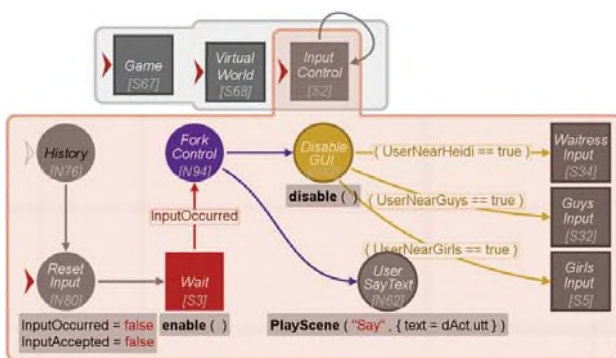 Game
[S67]
Virtual
World
[S68]
Input
Control
[S2]
History
[N76]
Fork
Control
[N94]
Disable
GUI
Waitress
Input
[S34]
( UserNearHeidi == true )
disable ( )
( UserNearGuys == true )
Guys
Input
[S32]
InputOccurred
( UserNearGirls == true )
Reset
Input
[N80]
Wait
[S3]
User
SayText
[N62]
Girls
Input
[S5]
InputOccurred = false
InputAccepted = false
enable ( )
PlayScene ( "Say" , { text = dAct.utt } )